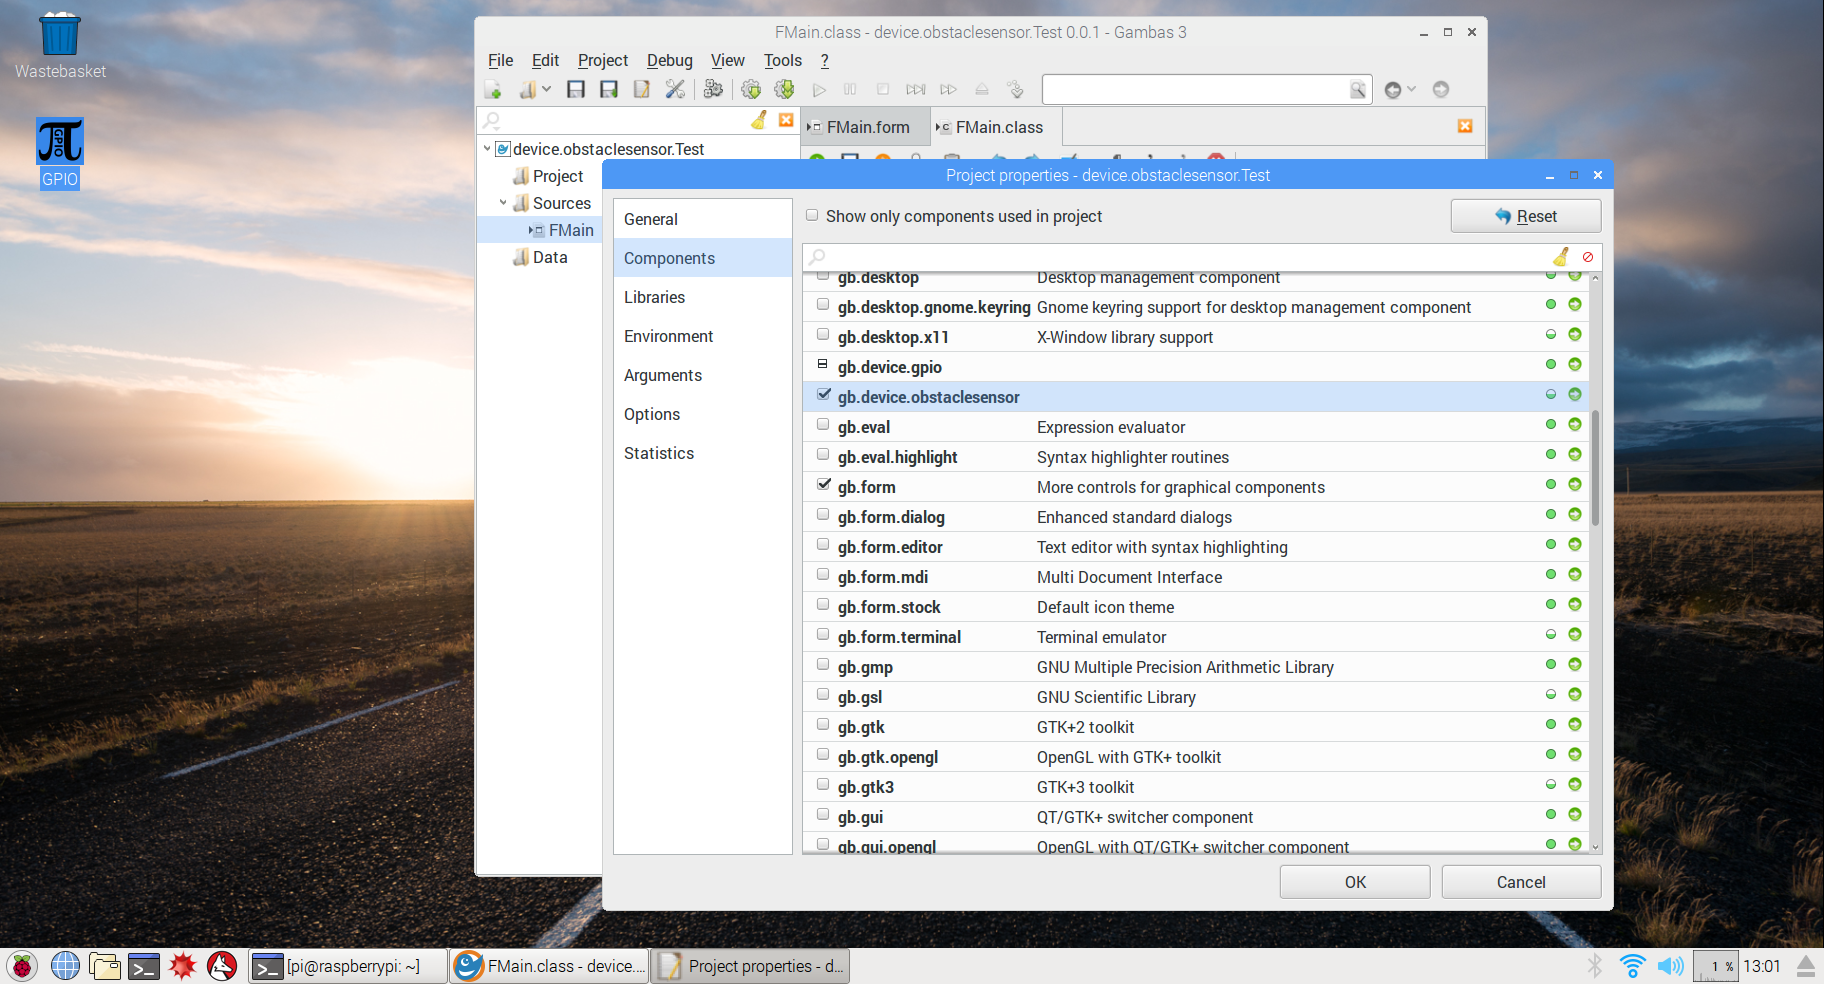 Wastebasket
GPIO
GPIO
FMain.class - device.obstaclesensor.Test 0.0.1 - Gambas 3
File Edit Project Debug View Tools ?
device.obstaclesensor.Test
Project
Sources
FMain
Data
FMain.form
FMain.class
Project properties - device.obstaclesensor.Test
General
Components
Libraries
Environment
Arguments
Options
Statistics
Show only components used in project
Reset
gb.desktop Desktop management component
gb.desktop.gnome.keyring Gnome keyring support for desktop management component
gb.desktop.x11 X-Window library support
gb.device.gpio
gb.device.obstaclesensor
gb.eval Expression evaluator
gb.eval.highlight Syntax highlighter routines
gb.form More controls for graphical components
gb.form.dialog Enhanced standard dialogs
gb.form.editor Text editor with syntax highlighting
gb.form.mdi Multi Document Interface
gb.form.stock Default icon theme
gb.form.terminal Terminal emulator
gb.gmp GNU Multiple Precision Arithmetic Library
gb.gsl GNU Scientific Library
gb.gtk GTK+2 toolkit
gb.gtk.opengl OpenGL with GTK+ toolkit
gb.gtk3 GTK+3 toolkit
gb.gui QT/GTK+ switcher component
gb.gui.opengl OpenGL with QT/GTK+ switcher component
OK
Cancel
[pi@raspberrypi: ~]
FMain.class - device....
Project properties - d...
1 %
13:01